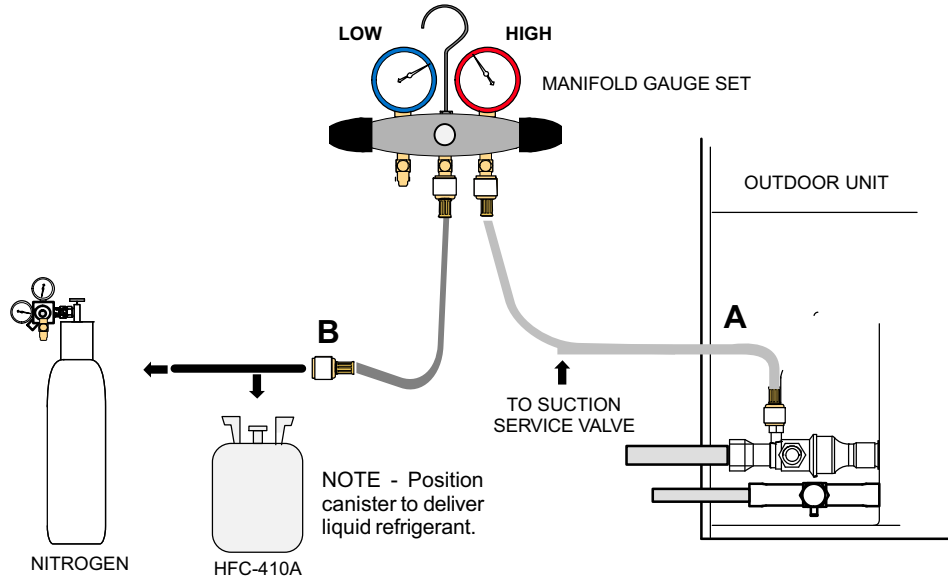 LOW
HIGH
MANIFOLD GAUGE SET
OUTDOOR UNIT
B
A
TO SUCTION
SERVICE VALVE
NOTE - Position
canister to deliver
liquid refrigerant.
NITROGEN
HFC-410A